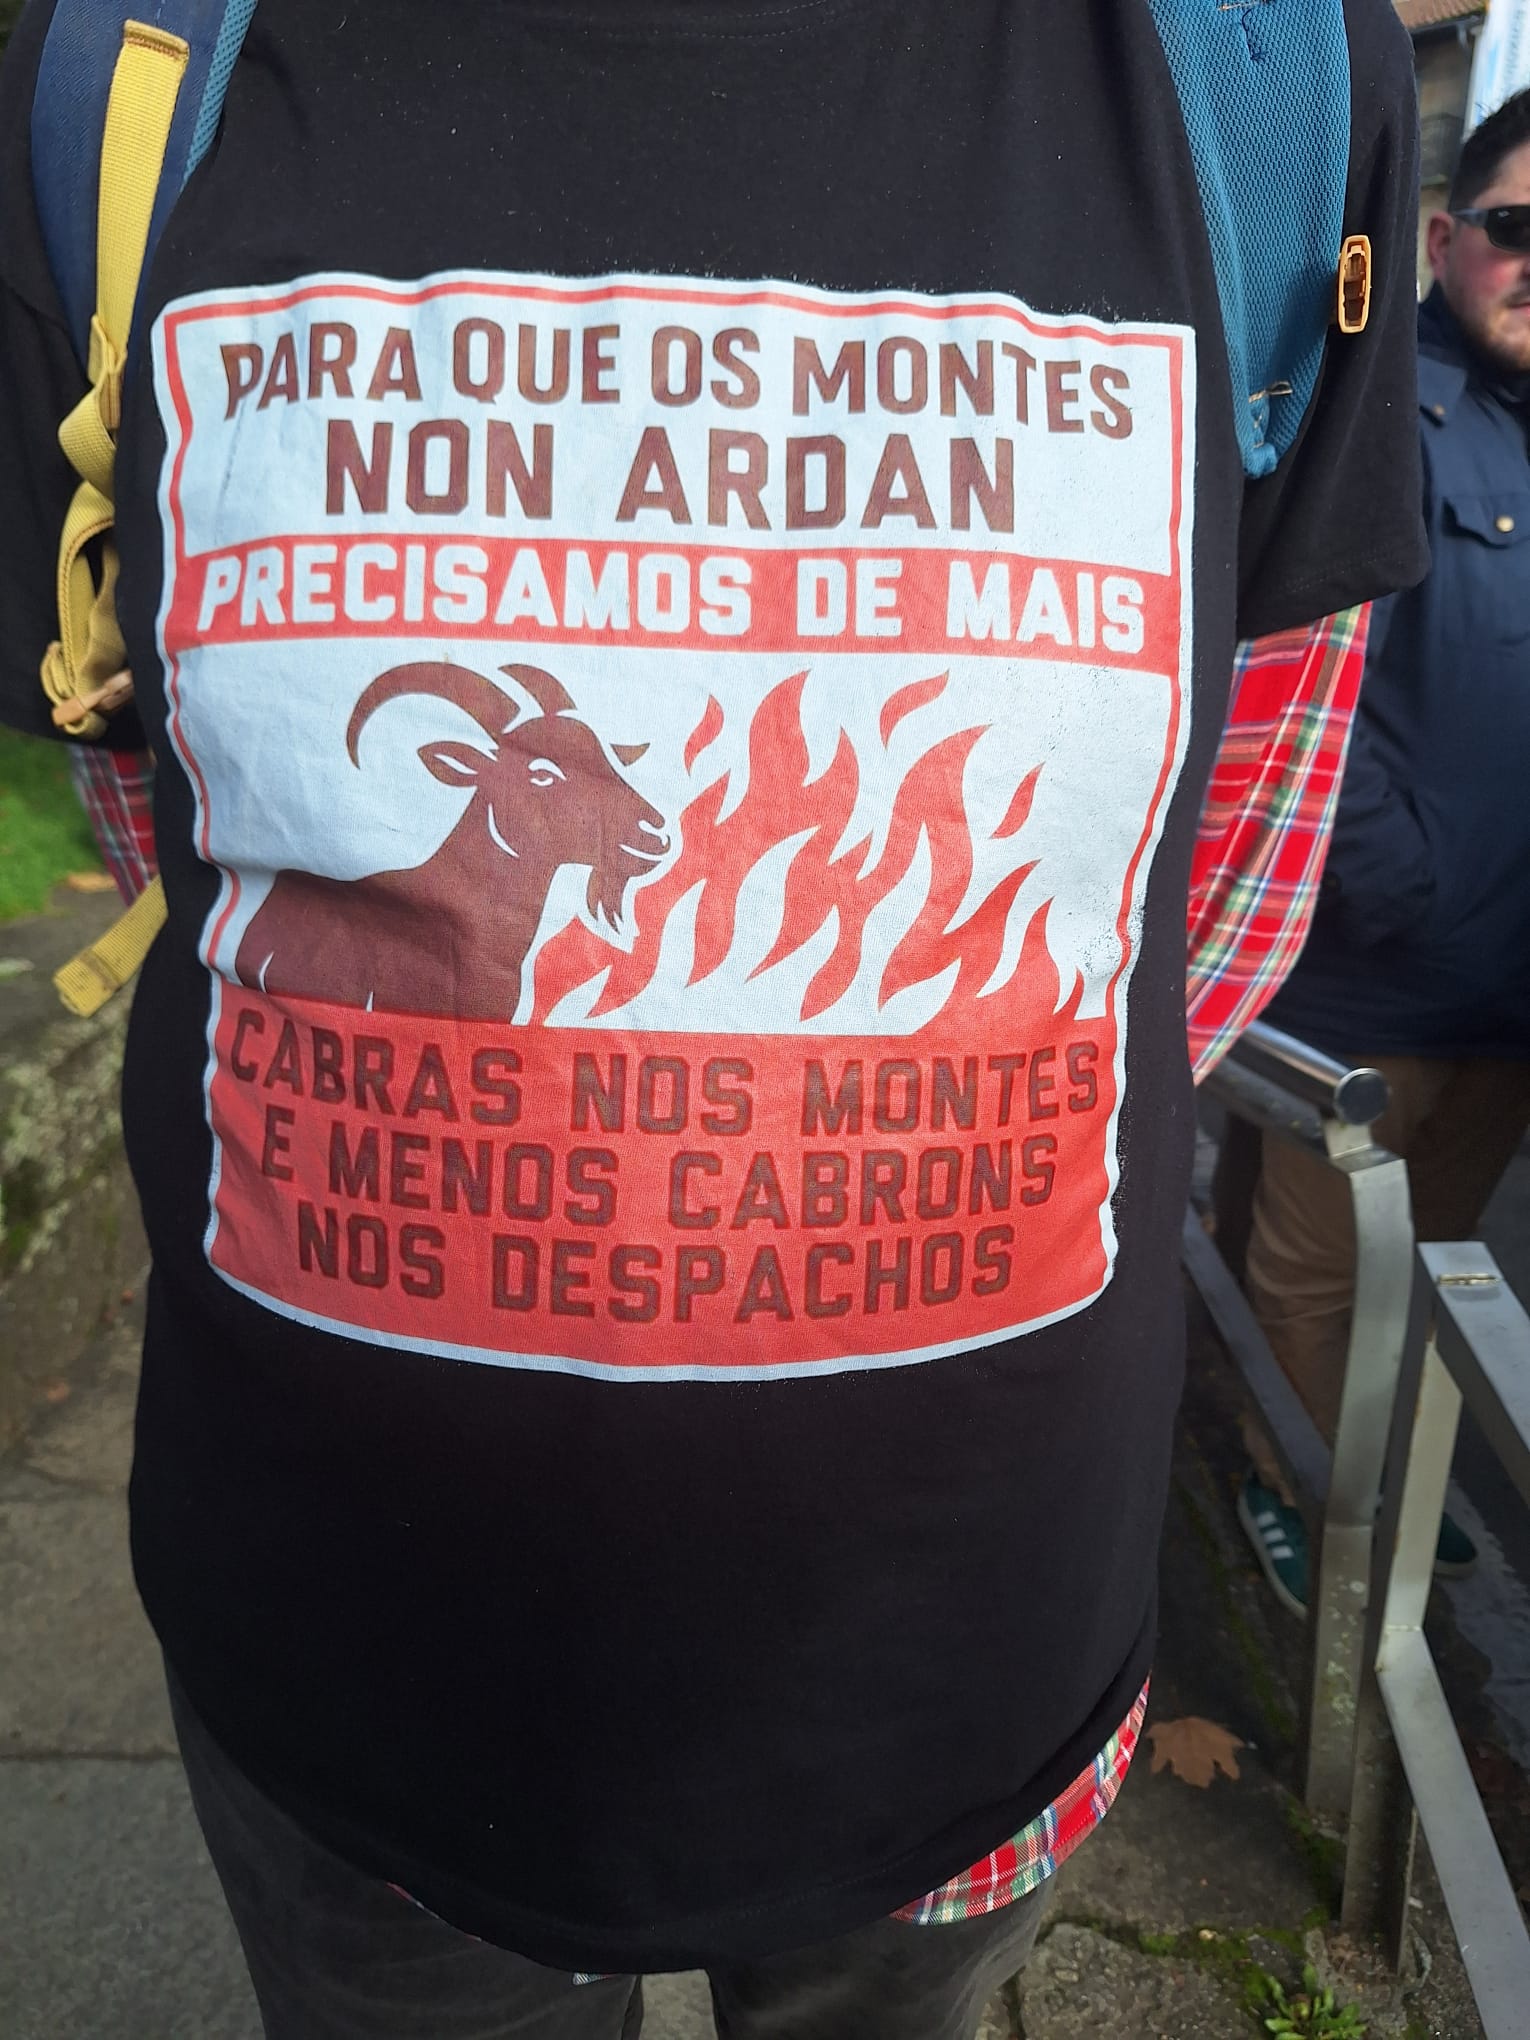 PARA QUE OS MONTES
NON ARDAN
PRECISAMOS DE MAIS
CABRAS NOS MONTES
E MENOS CABRONS
NOS DESPACHOS